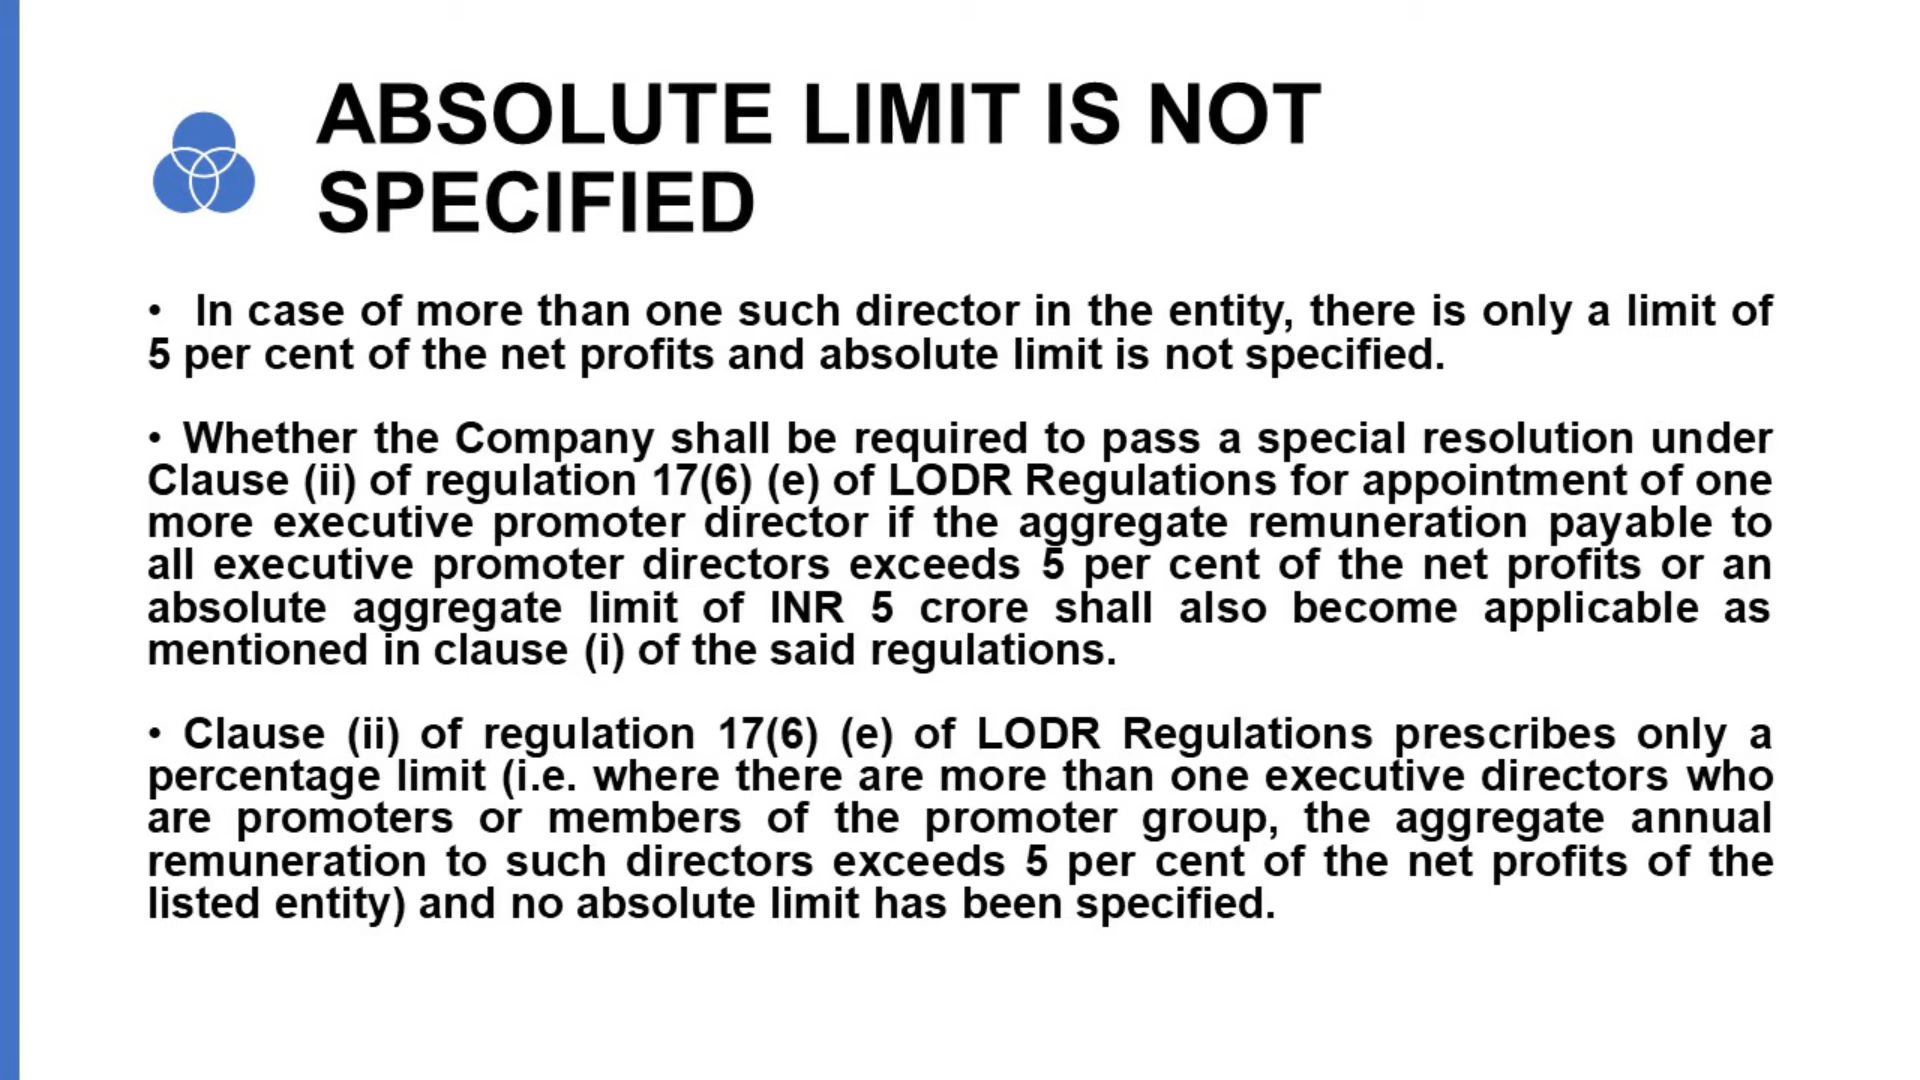 ABSOLUTE LIMIT IS NOT
SPECIFIED
• In case of more than one such director in the entity, there is only a limit of
5 per cent of the net profits and absolute limit is not specified.
• Whether the Company shall be required to pass a special resolution under
Clause (ii) of regulation 17(6) (e) of LODR Regulations for appointment of one
more executive promoter director if the aggregate remuneration payable to
all executive promoter directors exceeds 5 per cent of the net profits or an
absolute aggregate limit of INR 5 crore shall also become applicable as
mentioned in clause (i) of the said regulations.
• Clause (ii) of regulation 17(6) (e) of LODR Regulations prescribes only a
percentage limit (i.e. where there are more than one executive directors who
are promoters or members of the promoter group, the aggregate annual
remuneration to such directors exceeds 5 per cent of the net profits of the
listed entity) and no absolute limit has been specified.